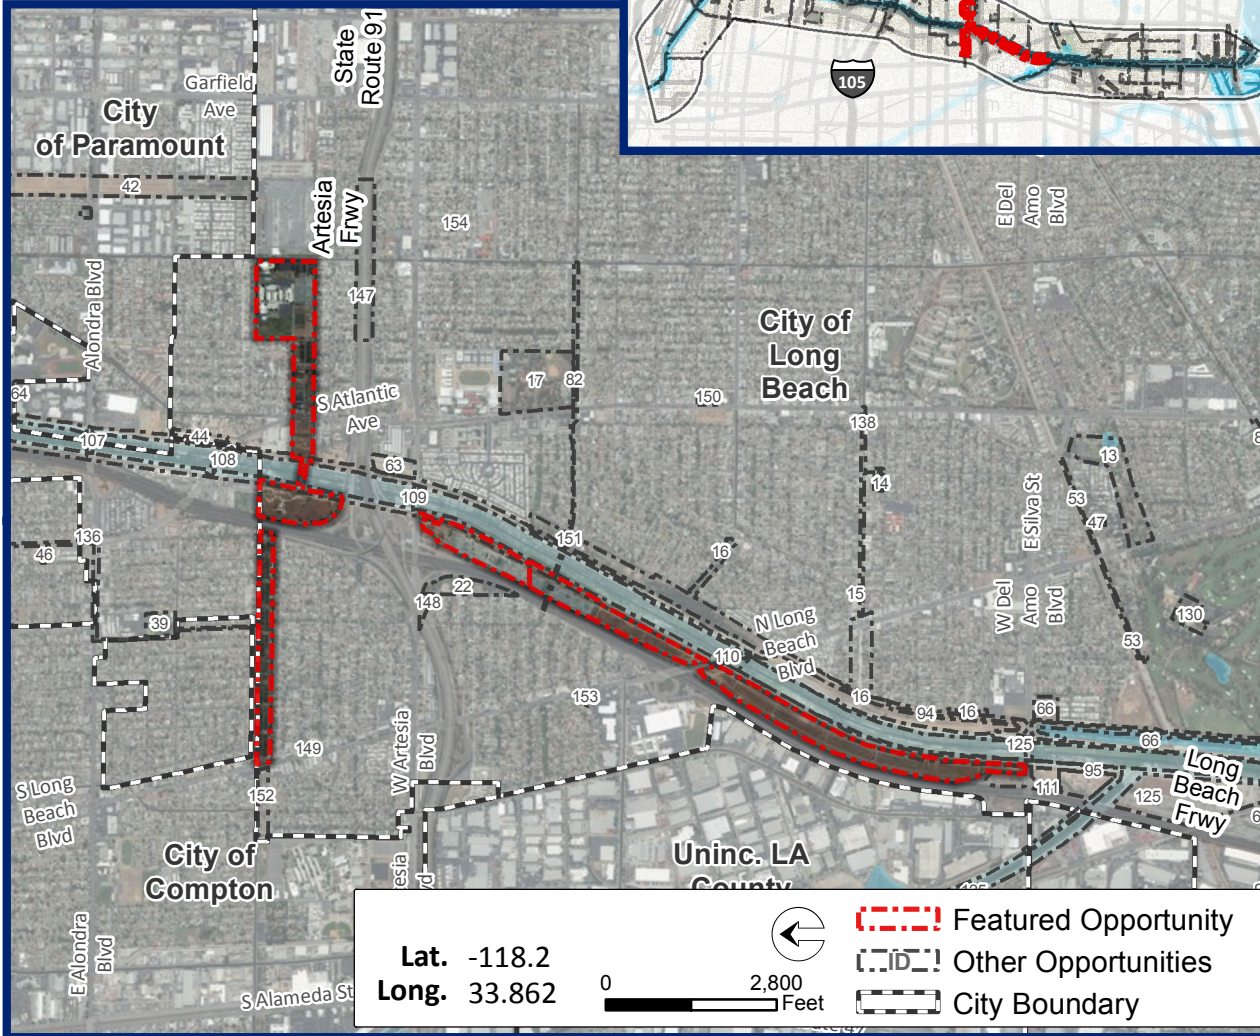 105
State
Route 91
Garfield
Ave
City
of Paramount
42
Artesia
Frwy
154
E Del
Amo
Blvd
147
Alondra Blvd
City of
Long
Beach
64
17
82
150
S Atlantic
Ave
138
107
44
108
63
109
14
13
53
47
E Silva St
136
46
151
16
22
148
39
15
W Del
Amo
Blvd
130
53
N Long
Beach
Blvd
110
153
16
94
16
66
66
125
149
W Artesia
Blvd
95
111
125
Long
Beach
Frwy
S Long
Beach
Blvd
152
City of
Compton
Uninc. LA
County
E Alondra
Blvd
S Alameda St
Lat. -118.2
Long. 33.862
0 2,800
Feet
Featured Opportunity
ID Other Opportunities
City Boundary